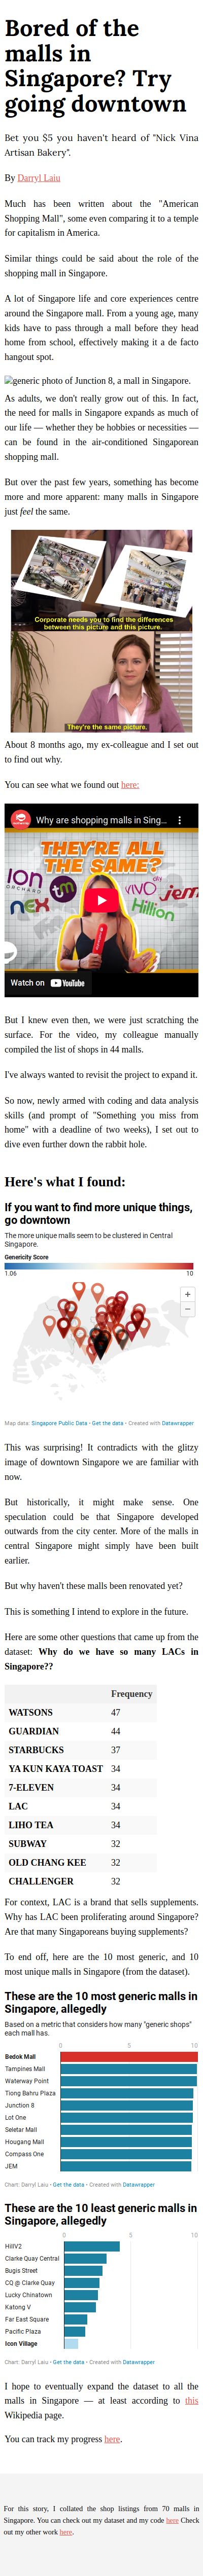 Bored of the
malls in
Singapore? Try
going downtown
Bet you $5 you haven't heard of "Nick Vina
Artisan Bakery".
By Darryl Laiu
Much has been written about the "American
Shopping Mall", some even comparing it to a temple
for capitalism in America.
Similar things could be said about the role of the
shopping mall in Singapore.
A lot of Singapore life and core experiences centre
around the Singapore mall. From a young age, many
kids have to pass through a mall before they head
home from school, effectively making it a de facto
hangout spot.
generic photo of Junction 8, a mall in Singapore.
As adults, we don't really grow out of this. In fact,
the need for malls in Singapore expands as much of
our life — whether they be hobbies or necessities —
can be found in the air-conditioned Singaporean
shopping mall.
But over the past few years, something has become
more and more apparent: many malls in Singapore
just feel the same.
Corporate needs you to find the differences
between this picture and this picture.
They're the same picture.
About 8 months ago, my ex-colleague and I set out
to find out why.
You can see what we found out here:
Why are shopping malls in Sing...
THEY'RE ALL
THE SAME?
ION
ORCHARD
tm
VIVO
jem
nex
Hillion
Watch on YouTube
But I knew even then, we were just scratching the
surface. For the video, my colleague manually
compiled the list of shops in 44 malls.
I've always wanted to revisit the project to expand it.
So now, newly armed with coding and data analysis
skills (and prompt of "Something you miss from
home" with a deadline of two weeks), I set out to
dive even further down the rabbit hole.
Here's what I found:
If you want to find more unique things,
go downtown
The more unique malls seem to be clustered in Central
Singapore.
Genericity Score
1.06 10
+
−
Map data: Singapore Public Data • Get the data • Created with Datawrapper
This was surprising! It contradicts with the glitzy
image of downtown Singapore we are familiar with
now.
But historically, it might make sense. One
speculation could be that Singapore developed
outwards from the city center. More of the malls in
central Singapore might simply have been built
earlier.
But why haven't these malls been renovated yet?
This is something I intend to explore in the future.
Here are some other questions that came up from the
dataset: Why do we have so many LACs in
Singapore??
Frequency
WATSONS 47
GUARDIAN 44
STARBUCKS 37
YA KUN KAYA TOAST 34
7-ELEVEN 34
LAC 34
LIHO TEA 34
SUBWAY 32
OLD CHANG KEE 32
CHALLENGER 32
For context, LAC is a brand that sells supplements.
Why has LAC been proliferating around Singapore?
Are that many Singaporeans buying supplements?
To end off, here are the 10 most generic, and 10
most unique malls in Singapore (from the dataset).
These are the 10 most generic malls in
Singapore, allegedly
Based on a metric that considers how many "generic shops"
each mall has.
0 5 10
Bedok Mall
Tampines Mall
Waterway Point
Tiong Bahru Plaza
Junction 8
Lot One
Seletar Mall
Hougang Mall
Compass One
JEM
Chart: Darryl Laiu • Get the data • Created with Datawrapper
These are the 10 least generic malls in
Singapore, allegedly
0 5 10
HillV2
Clarke Quay Central
Bugis Street
CQ @ Clarke Quay
Lucky Chinatown
Katong V
Far East Square
Pacific Plaza
Icon Village
Chart: Darryl Laiu • Get the data • Created with Datawrapper
I hope to eventually expand the dataset to all the
malls in Singapore — at least according to this
Wikipedia page.
You can track my progress here.
For this story, I collated the shop listings from 70 malls in
Singapore. You can check out my dataset and my code here Check
out my other work here.